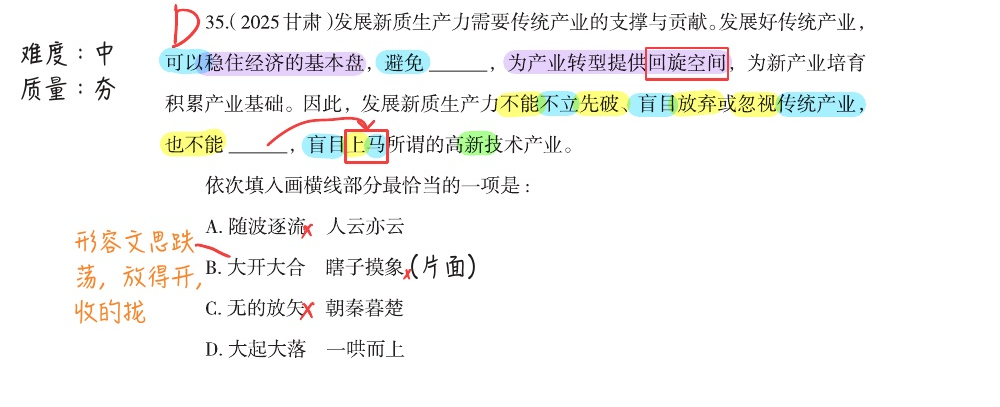 D 35.（2025甘肃）发展新质生产力需要传统产业的支撑与贡献。发展好传统产业，
难度：中
可以稳住经济的基本盘，避免______，为产业转型提供回旋空间，为新产业培育
质量：夯
积累产业基础。因此，发展新质生产力不能不立先破、盲目放弃或忽视传统产业，
也不能______，盲目上马所谓的高新技术产业。
依次填入画横线部分最恰当的一项是：
A. 随波逐流x 人云亦云
形容文思跌
荡，放得开，
收的拢
B. 大开大合 瞎子摸象x(片面)
C. 无的放矢x 朝秦暮楚
D. 大起大落 一哄而上